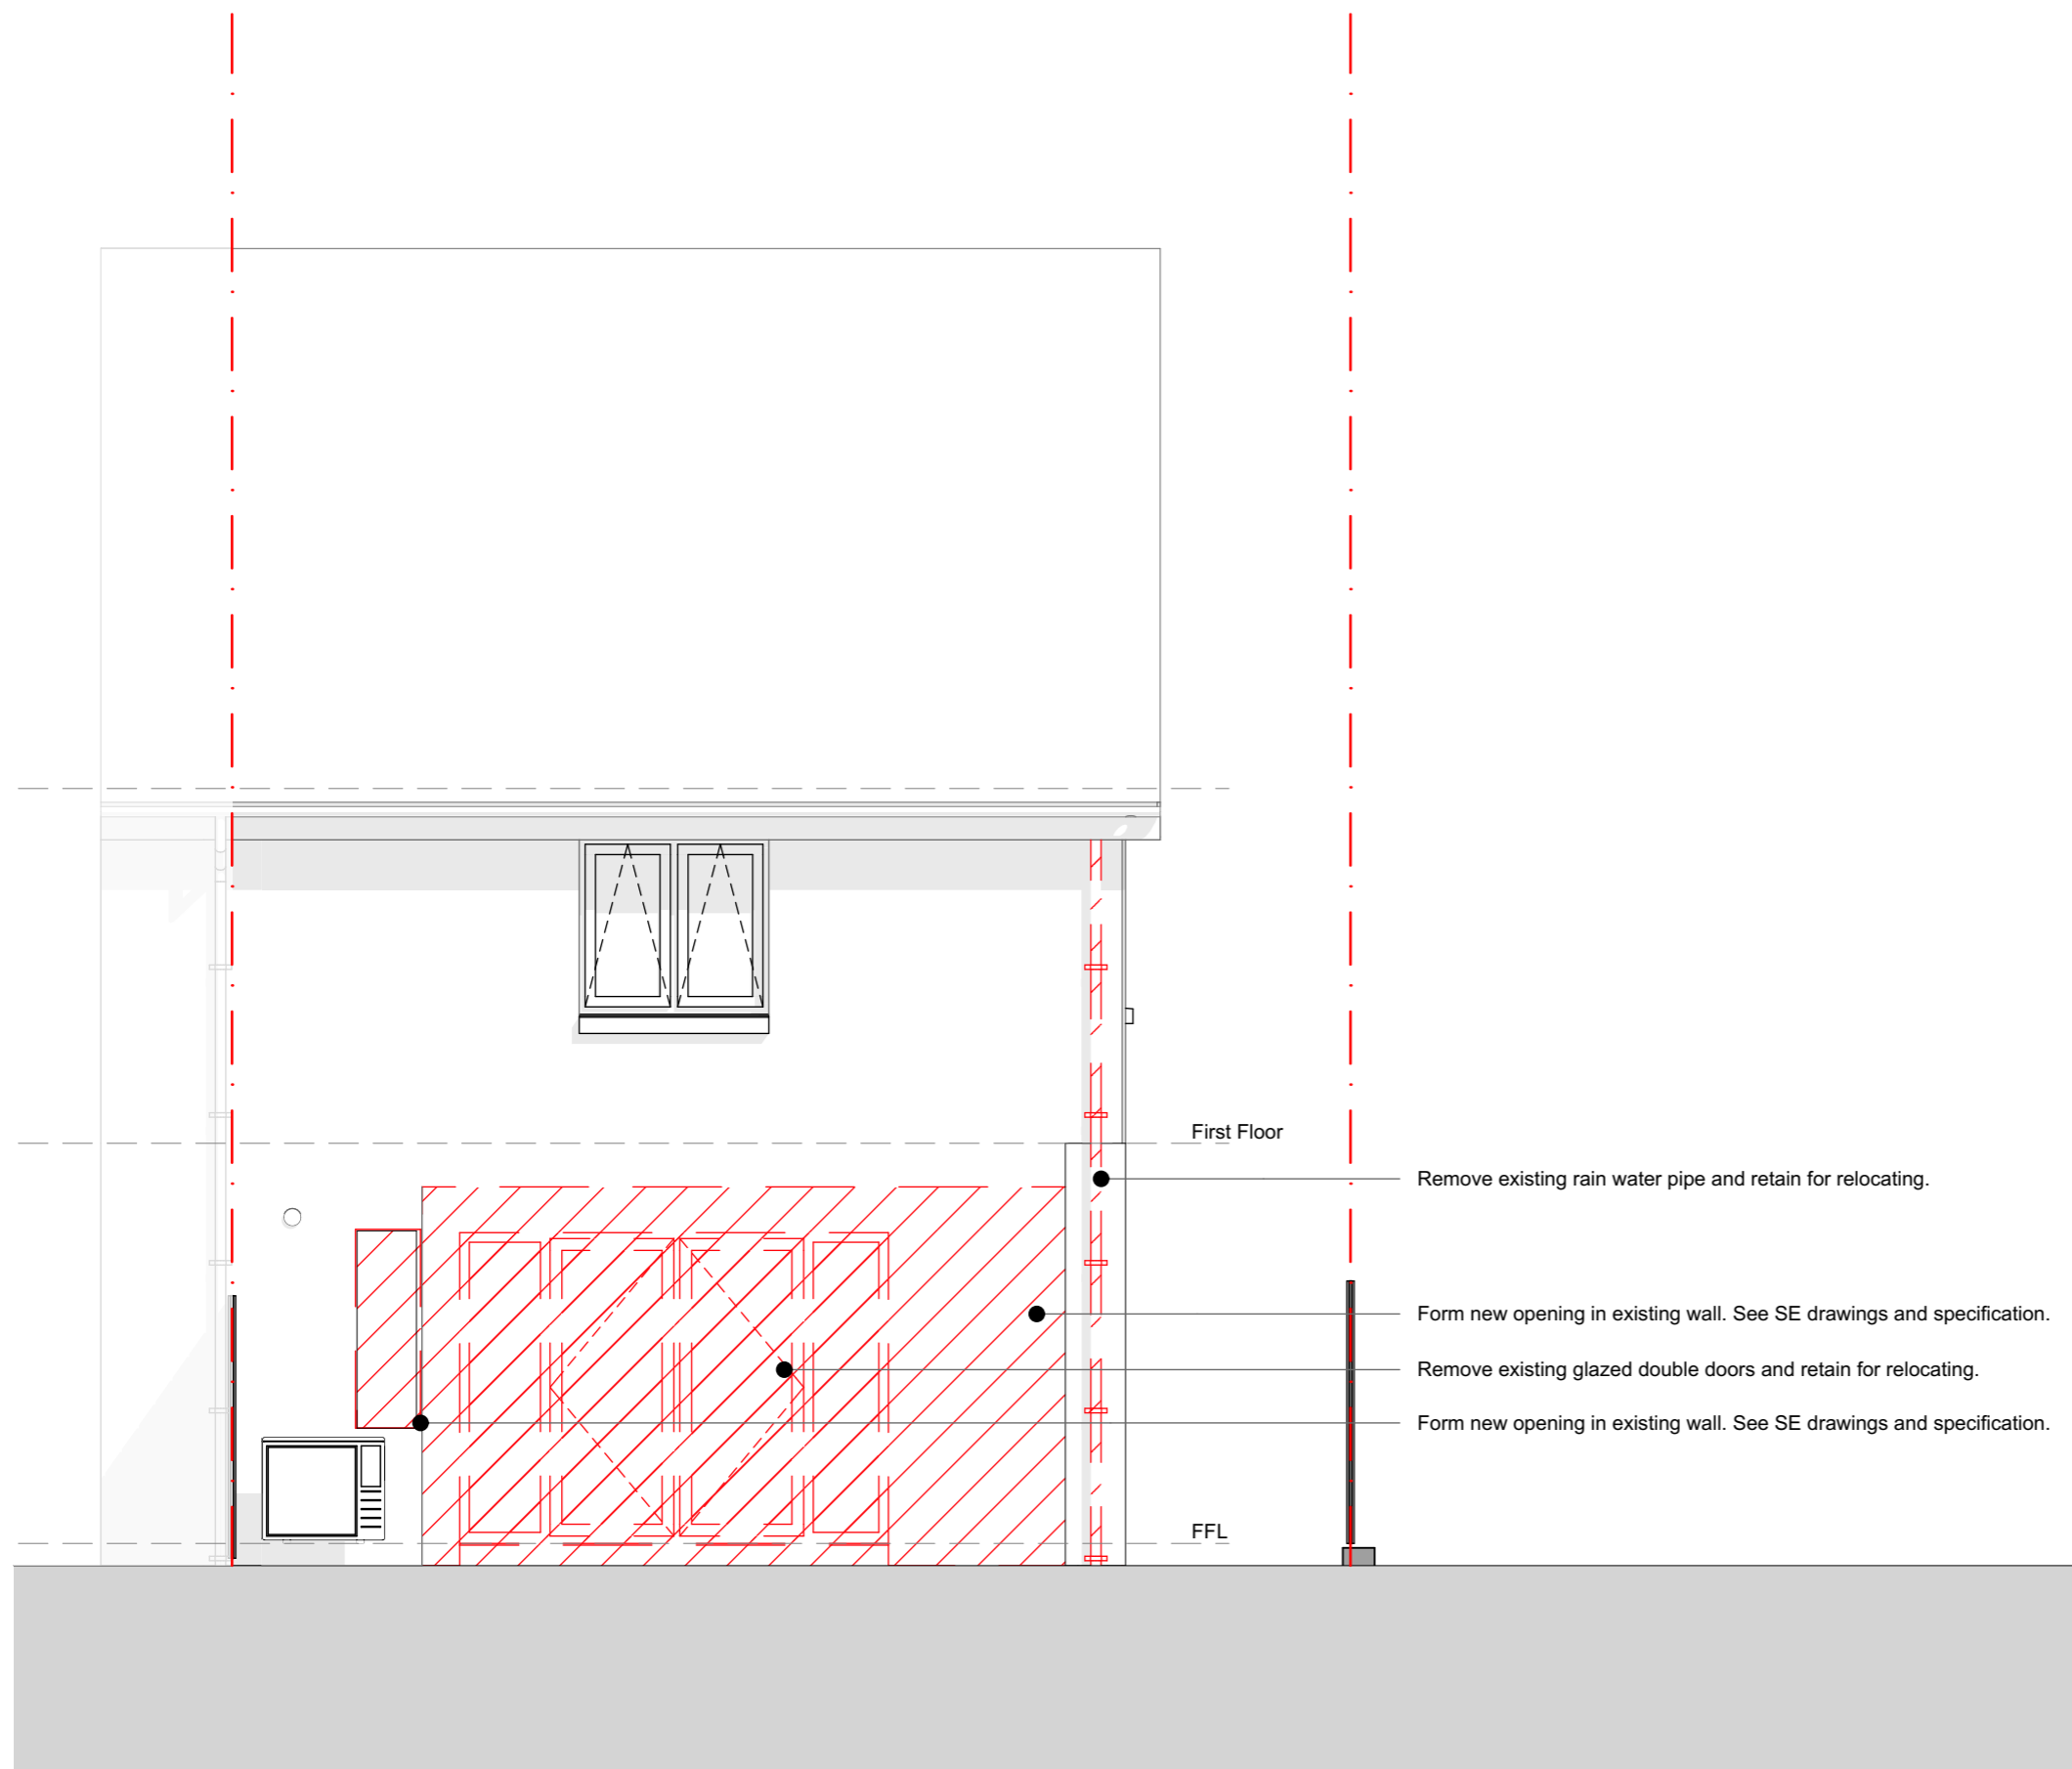 First Floor
Remove existing rain water pipe and retain for relocating.
Form new opening in existing wall. See SE drawings and specification.
Remove existing glazed double doors and retain for relocating.
Form new opening in existing wall. See SE drawings and specification.
FFL